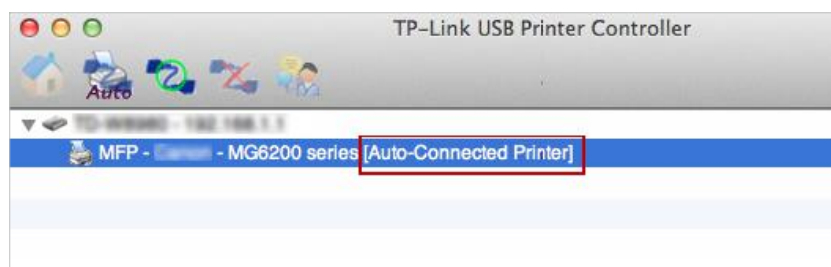 TP-Link USB Printer Controller
Auto
MFP - - MG6200 series [Auto-Connected Printer]